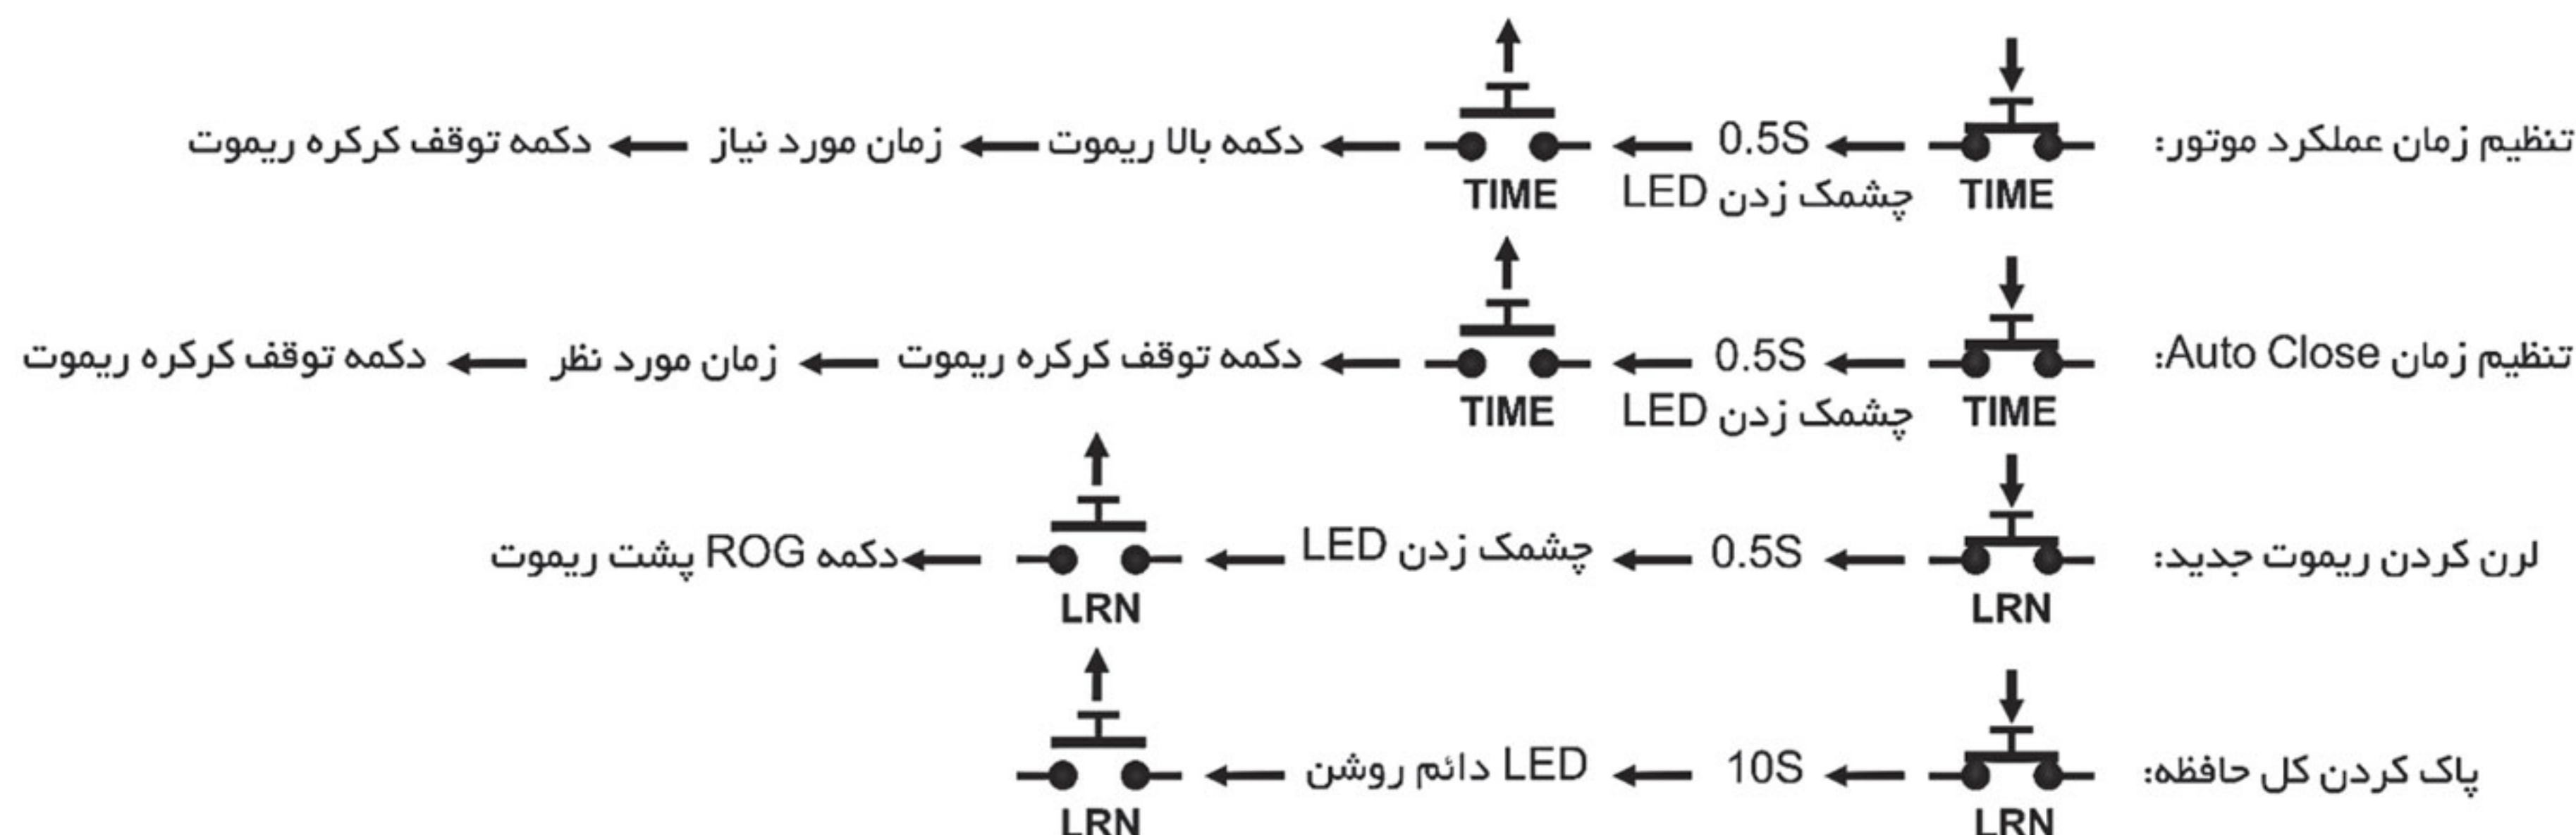 تنظیم زمان عملکرد موتور: 0.5S دکمه بالا ریموت زمان مورد نیاز دکمه توقف کرکره ریموت
TIME چشمک زدن LED TIME
تنظیم زمان Auto Close: 0.5S دکمه توقف کرکره ریموت زمان مورد نظر دکمه توقف کرکره ریموت
TIME چشمک زدن LED TIME
لرن کردن ریموت جدید: 0.5S چشمک زدن LED دکمه ROG پشت ریموت
LRN LRN
پاک کردن کل حافظه: 10S LED دائم روشن
LRN LRN